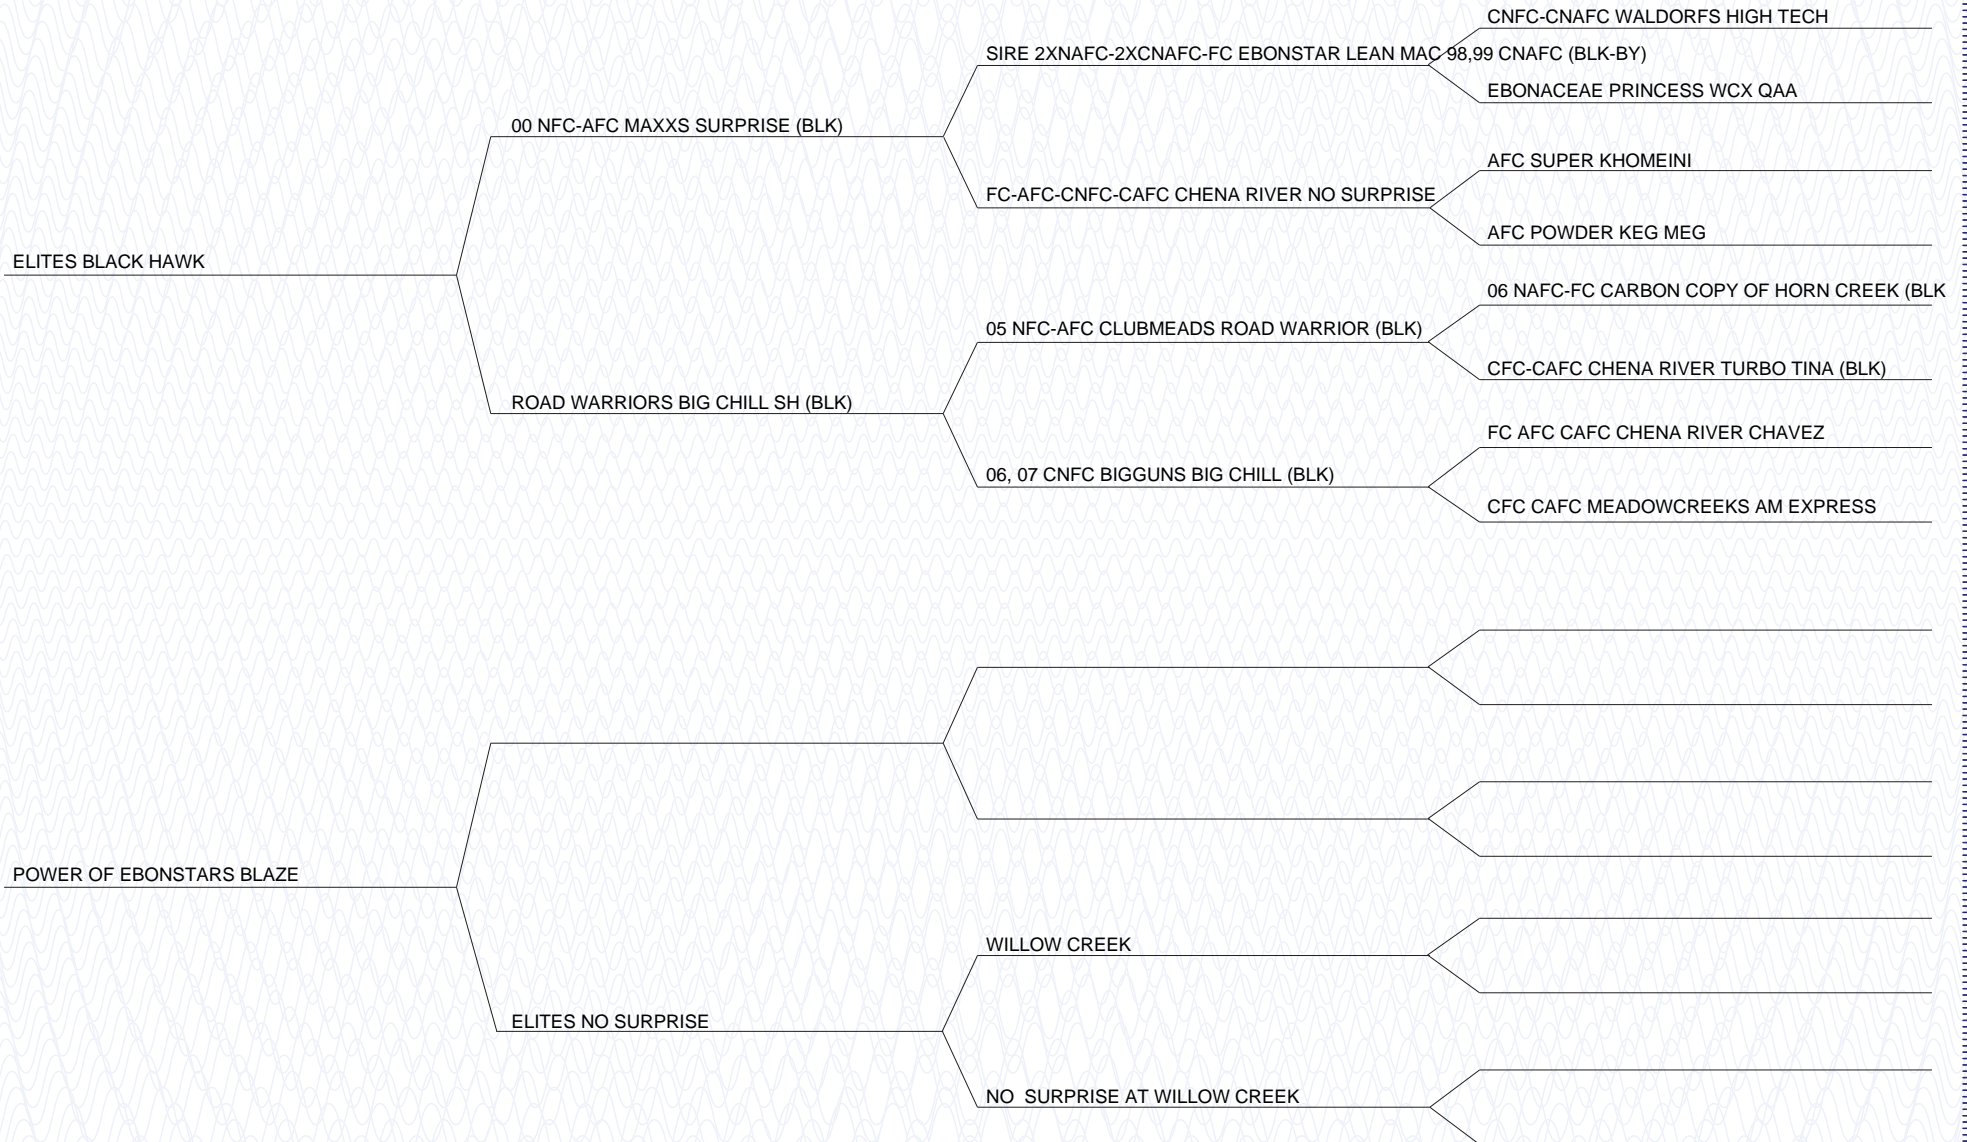 CNFC-CNAFC WALDORFS HIGH TECH
SIRE 2XNAFC-2XCNAFC-FC EBONSTAR LEAN MAC 98,99 CNAFC (BLK-BY)
EBONACEAE PRINCESS WCX QAA
00 NFC-AFC MAXXS SURPRISE (BLK)
AFC SUPER KHOMEINI
FC-AFC-CNFC-CAFC CHENA RIVER NO SURPRISE
AFC POWDER KEG MEG
ELITES BLACK HAWK
06 NAFC-FC CARBON COPY OF HORN CREEK (BLK
05 NFC-AFC CLUBMEADS ROAD WARRIOR (BLK)
CFC-CAFC CHENA RIVER TURBO TINA (BLK)
ROAD WARRIORS BIG CHILL SH (BLK)
FC AFC CAFC CHENA RIVER CHAVEZ
06, 07 CNFC BIGGUNS BIG CHILL (BLK)
CFC CAFC MEADOWCREEKS AM EXPRESS
POWER OF EBONSTARS BLAZE
WILLOW CREEK
ELITES NO SURPRISE
NO  SURPRISE AT WILLOW CREEK